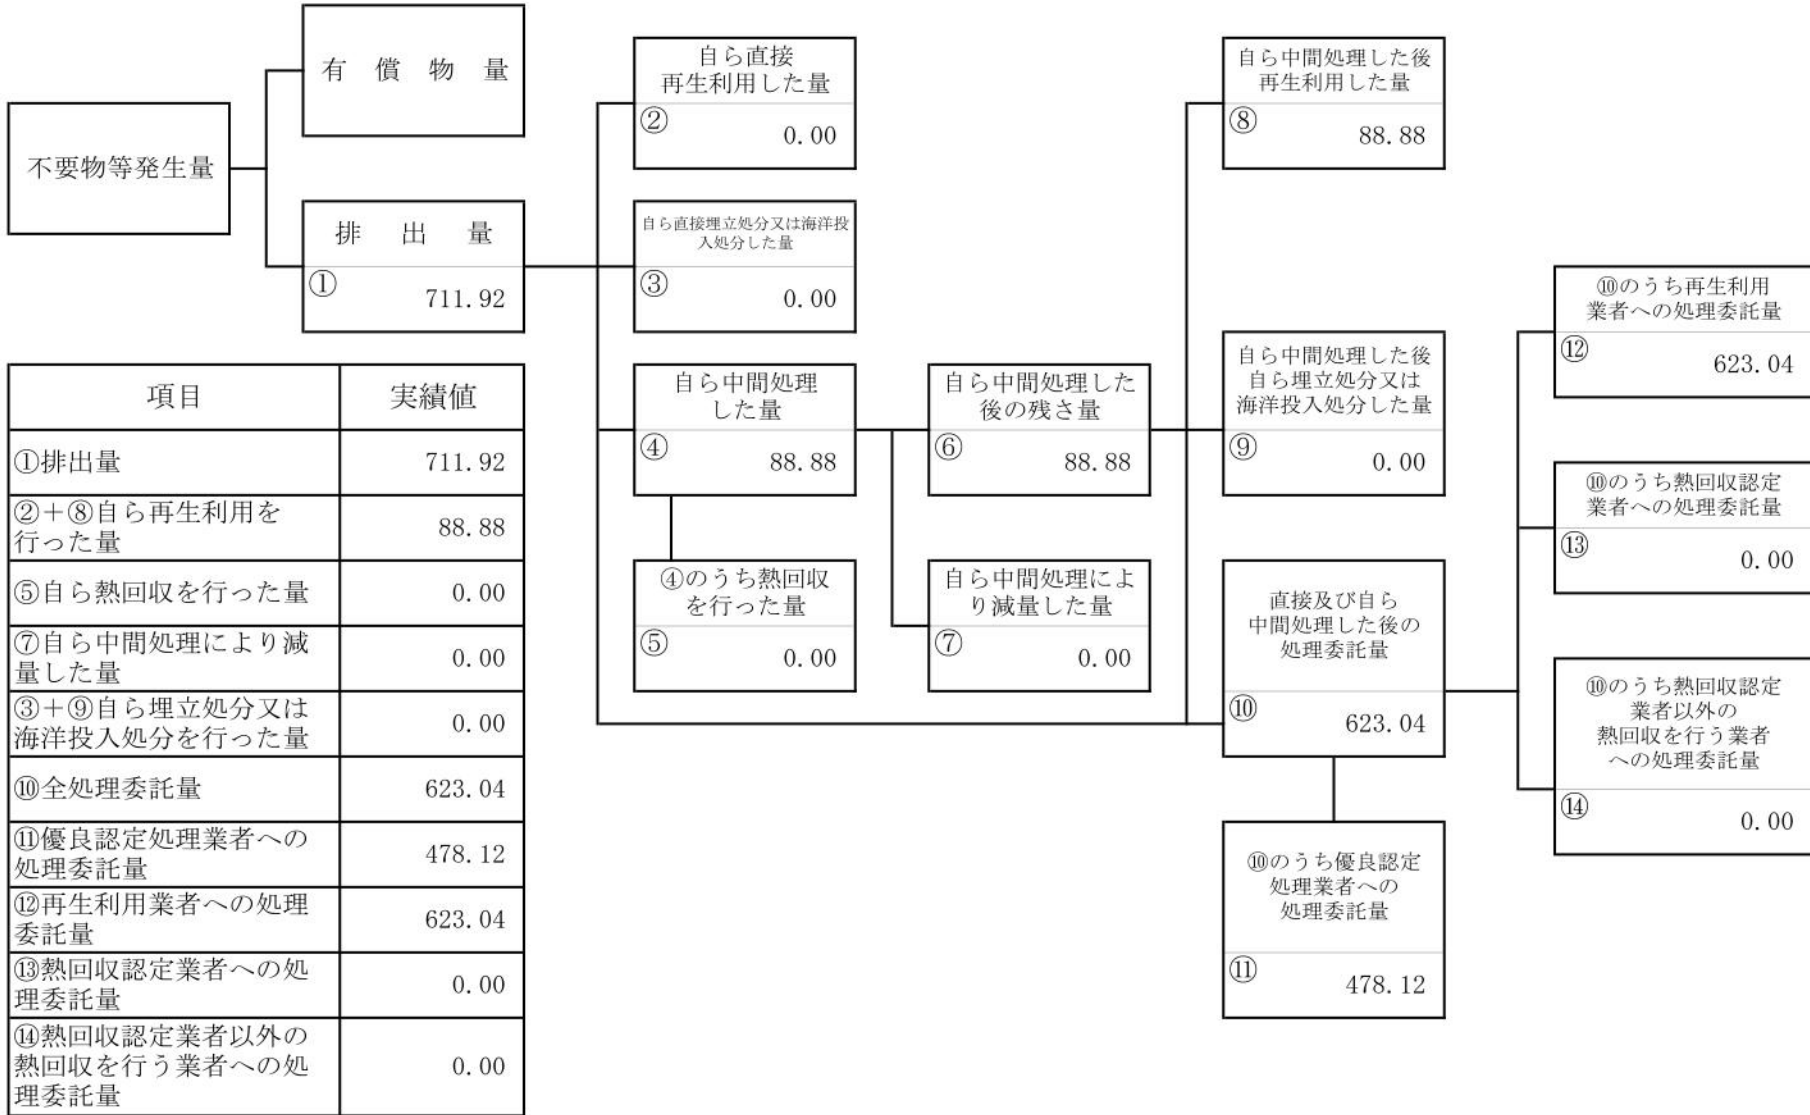 有償物量
不要物等発生量
排出量
①
711.92
自ら直接
再生利用した量
②
0.00
自ら直接埋立処分又は海洋投
入処分した量
③
0.00
自ら中間処理
した量
④
88.88
④のうち熱回収
を行った量
⑤
0.00
自ら中間処理した
後の残さ量
⑥
88.88
自ら中間処理によ
り減量した量
⑦
0.00
自ら中間処理した後
再生利用した量
⑧
88.88
自ら中間処理した後
自ら埋立処分又は
海洋投入処分した量
⑨
0.00
直接及び自ら
中間処理した後の
処理委託量
⑩
623.04
⑩のうち優良認定
処理業者への
処理委託量
⑪
478.12
⑩のうち再生利用
業者への処理委託量
⑫
623.04
⑩のうち熱回収認定
業者への処理委託量
⑬
0.00
⑩のうち熱回収認定
業者以外の
熱回収を行う業者
への処理委託量
⑭
0.00
項目 実績値
①排出量 711.92
②＋⑧自ら再生利用を
行った量 88.88
⑤自ら熱回収を行った量 0.00
⑦自ら中間処理により減
量した量 0.00
③＋⑨自ら埋立処分又は
海洋投入処分を行った量 0.00
⑩全処理委託量 623.04
⑪優良認定処理業者への
処理委託量 478.12
⑫再生利用業者への処理
委託量 623.04
⑬熱回収認定業者への処
理委託量 0.00
⑭熱回収認定業者以外の
熱回収を行う業者への処
理委託量 0.00